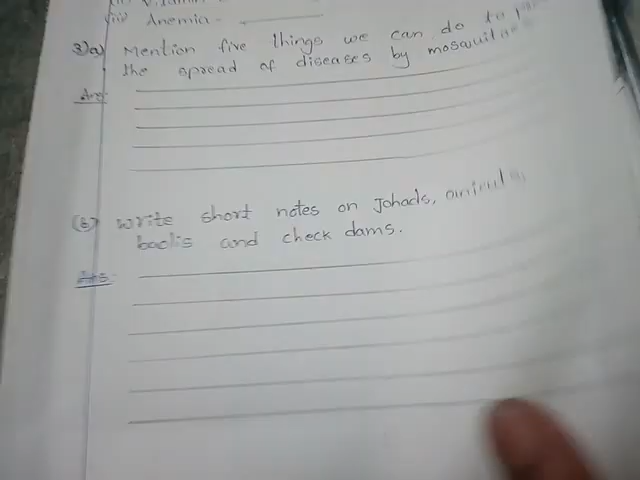 (iii) Anemia -
3)a) Mention five things we can do to
the spread of diseases by
Ans:
(b) Write short notes on Johads,
baolis and check dams.
Ans: